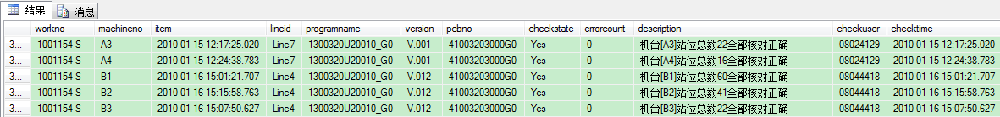 结果 消息
workno machineno item lineid programname version pcbno checkstate errorcount description checkuser checktime
3... 1001154-S A3 2010-01-15 12:17:25.020 Line7 1300320U20010_G0 V.001 41003203000G0 Yes 0 机台[A3]站位总数22全部核对正确 08024129 2010-01-15 12:17:25.020
3... 1001154-S A4 2010-01-15 12:24:38.783 Line7 1300320U20010_G0 V.001 41003203000G0 Yes 0 机台[A4]站位总数16全部核对正确 08024129 2010-01-15 12:24:38.783
3... 1001154-S B1 2010-01-16 15:01:21.707 Line4 1300320U20010_G0 V.012 41003203000G0 Yes 0 机台[B1]站位总数60全部核对正确 08044418 2010-01-16 15:01:21.707
3... 1001154-S B2 2010-01-16 15:15:58.763 Line4 1300320U20010_G0 V.012 41003203000G0 Yes 0 机台[B2]站位总数41全部核对正确 08044418 2010-01-16 15:15:58.763
3... 1001154-S B3 2010-01-16 15:07:50.627 Line4 1300320U20010_G0 V.012 41003203000G0 Yes 0 机台[B3]站位总数22全部核对正确 08044418 2010-01-16 15:07:50.627